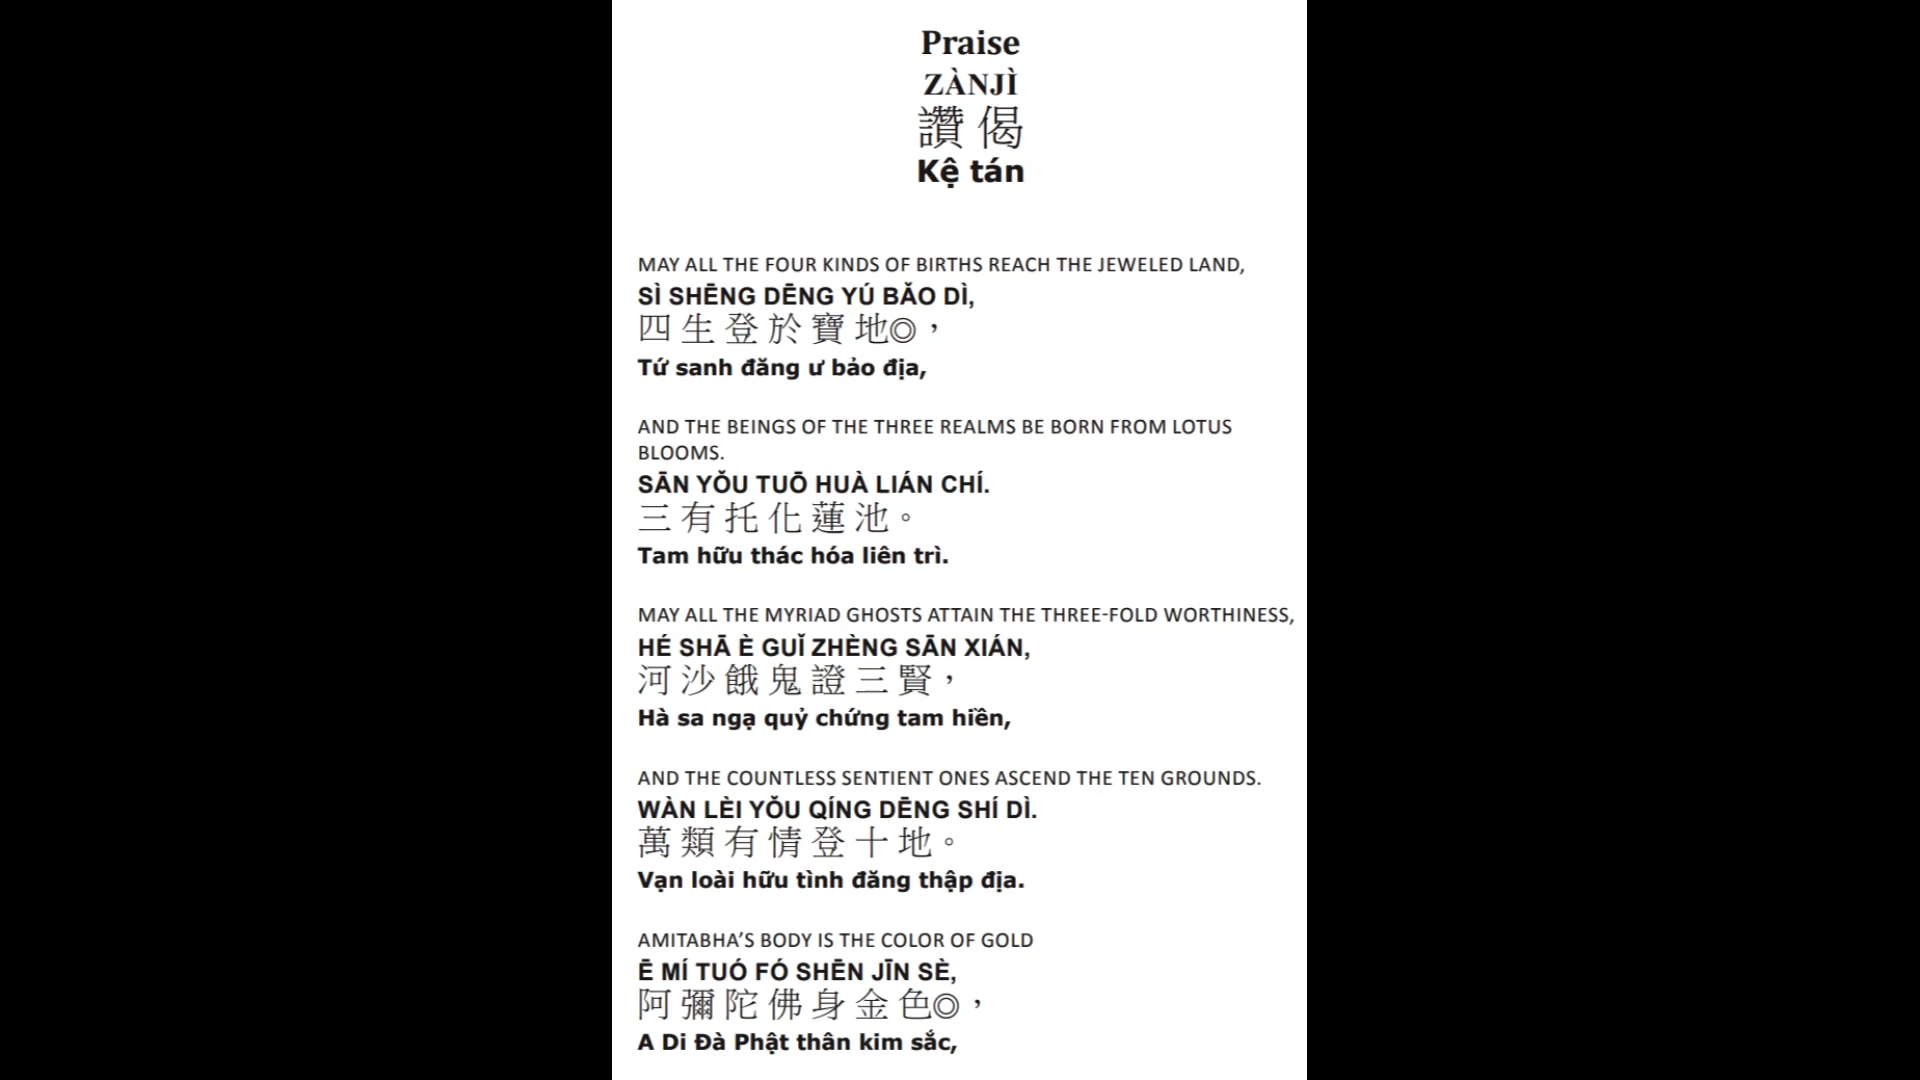 Praise
ZÀNJÌ
讚 偈
Kệ tán
MAY ALL THE FOUR KINDS OF BIRTHS REACH THE JEWELED LAND,
SÌ SHĒNG DĒNG YÚ BǍO DÌ,
四 生 登 於 寶 地◎，
Tứ sanh đăng ư bảo địa,
AND THE BEINGS OF THE THREE REALMS BE BORN FROM LOTUS
BLOOMS.
SĀN YǑU TUŌ HUÀ LIÁN CHÍ.
三 有 托 化 蓮 池。
Tam hữu thác hóa liên trì.
MAY ALL THE MYRIAD GHOSTS ATTAIN THE THREE-FOLD WORTHINESS,
HÉ SHĀ È GUǏ ZHÈNG SĀN XIÁN,
河 沙 餓 鬼 證 三 賢，
Hà sa ngạ quỷ chứng tam hiền,
AND THE COUNTLESS SENTIENT ONES ASCEND THE TEN GROUNDS.
WÀN LÈI YǑU QÍNG DĒNG SHÍ DÌ.
萬 類 有 情 登 十 地。
Vạn loài hữu tình đăng thập địa.
AMITABHA’S BODY IS THE COLOR OF GOLD
Ē MÍ TUÓ FÓ SHĒN JĪN SÈ,
阿 彌 陀 佛 身 金 色◎，
A Di Đà Phật thân kim sắc,